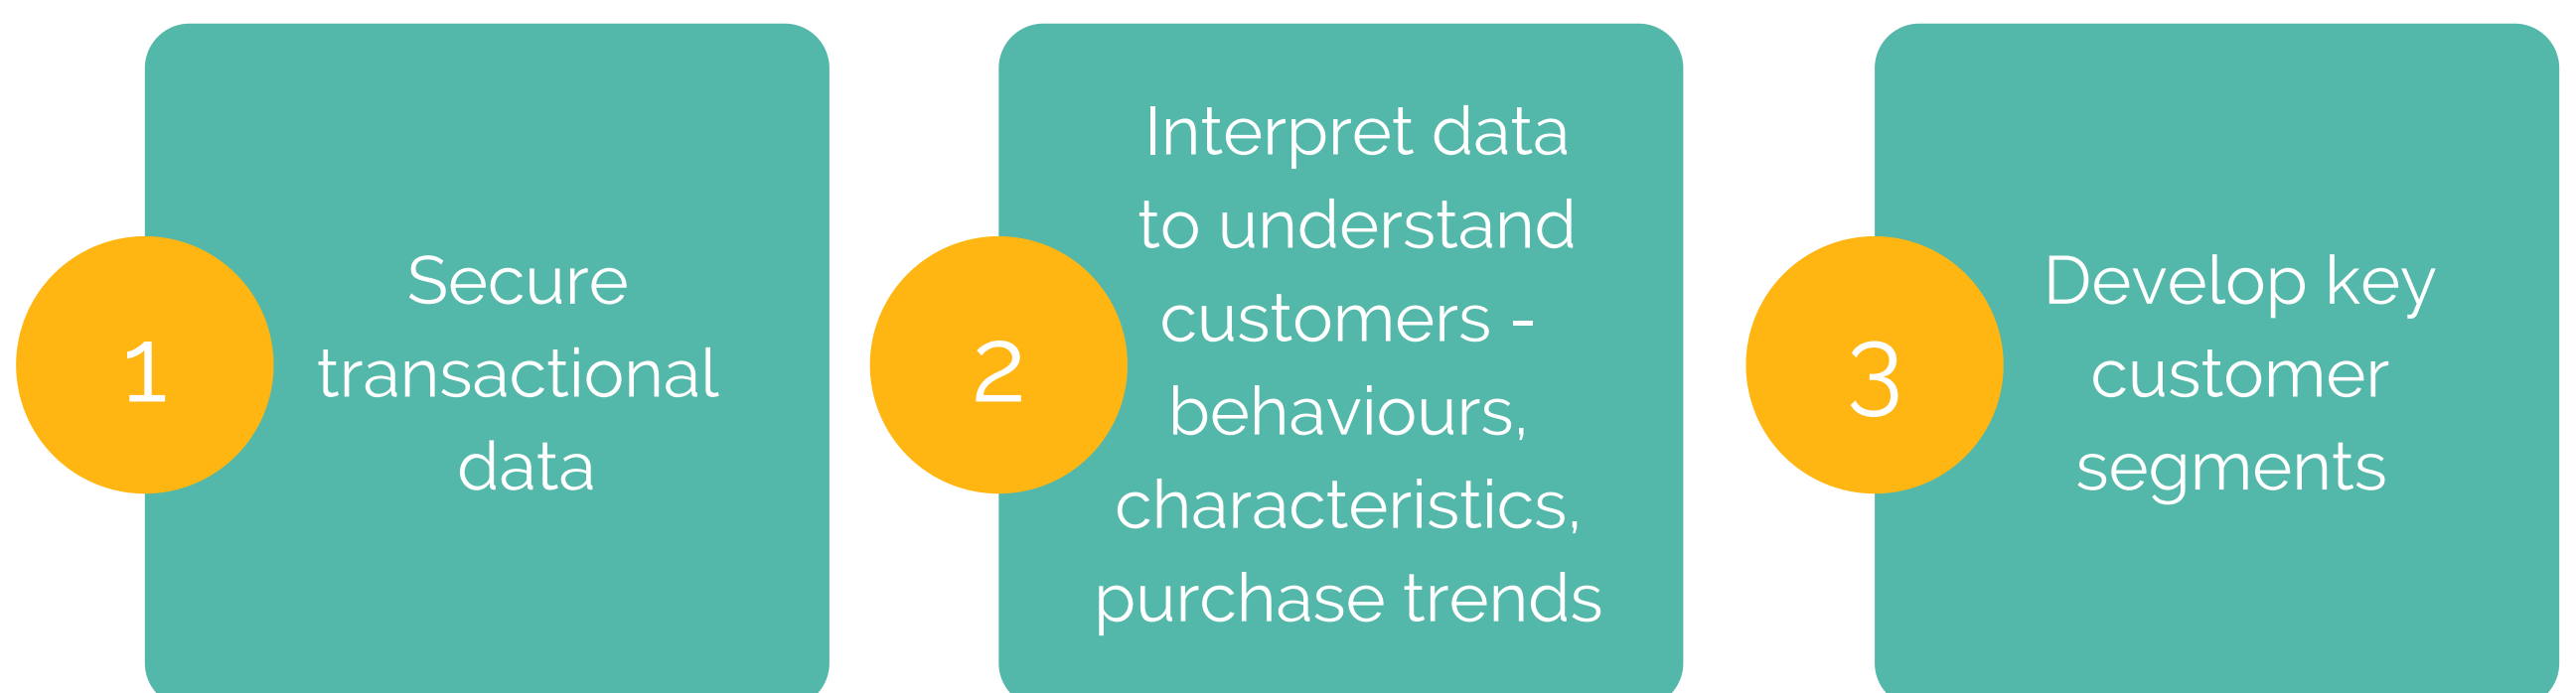 1
Secure
transactional
data
2
Interpret data
to understand
customers -
behaviours,
characteristics,
purchase trends
3
Develop key
customer
segments